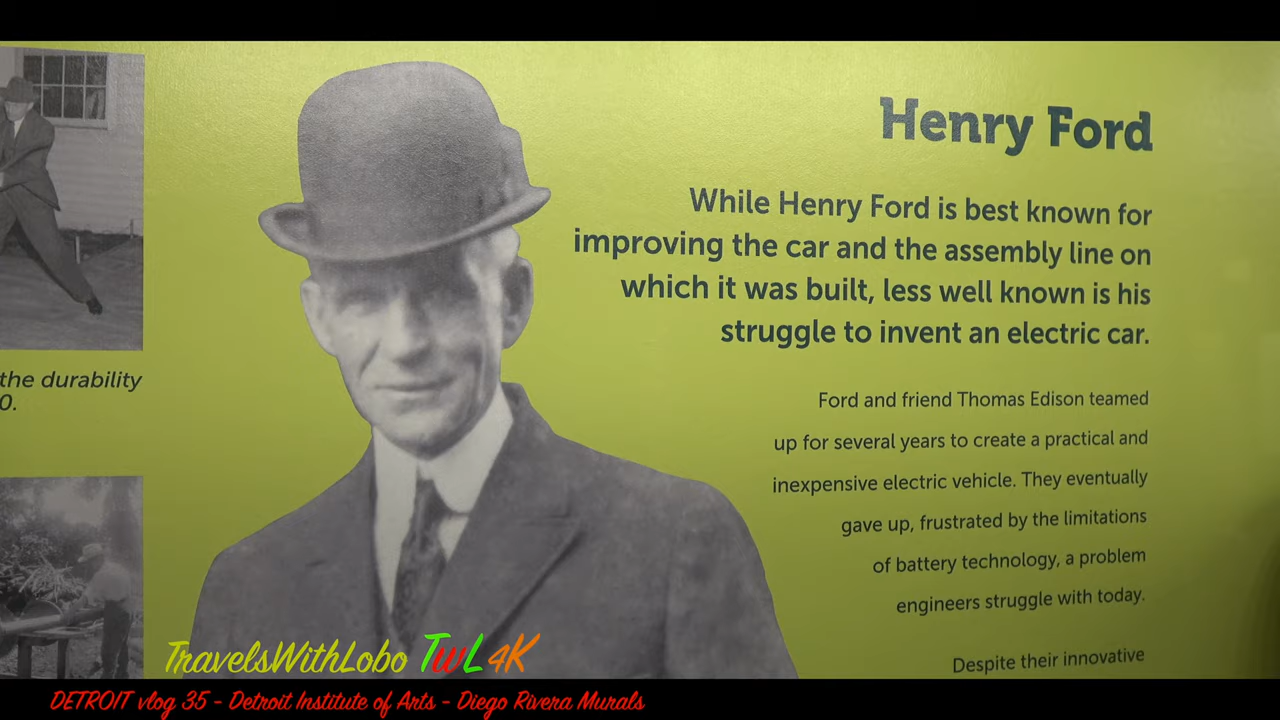 Henry Ford
While Henry Ford is best known for
improving the car and the assembly line on
which it was built, less well known is his
struggle to invent an electric car.
Ford and friend Thomas Edison teamed
up for several years to create a practical and
inexpensive electric vehicle. They eventually
gave up, frustrated by the limitations
of battery technology, a problem
engineers struggle with today.
Despite their innovative
the durability
0.
TravelsWithLobo TwL 4K
DETROIT vlog 35 - Detroit Institute of Arts - Diego Rivera Murals